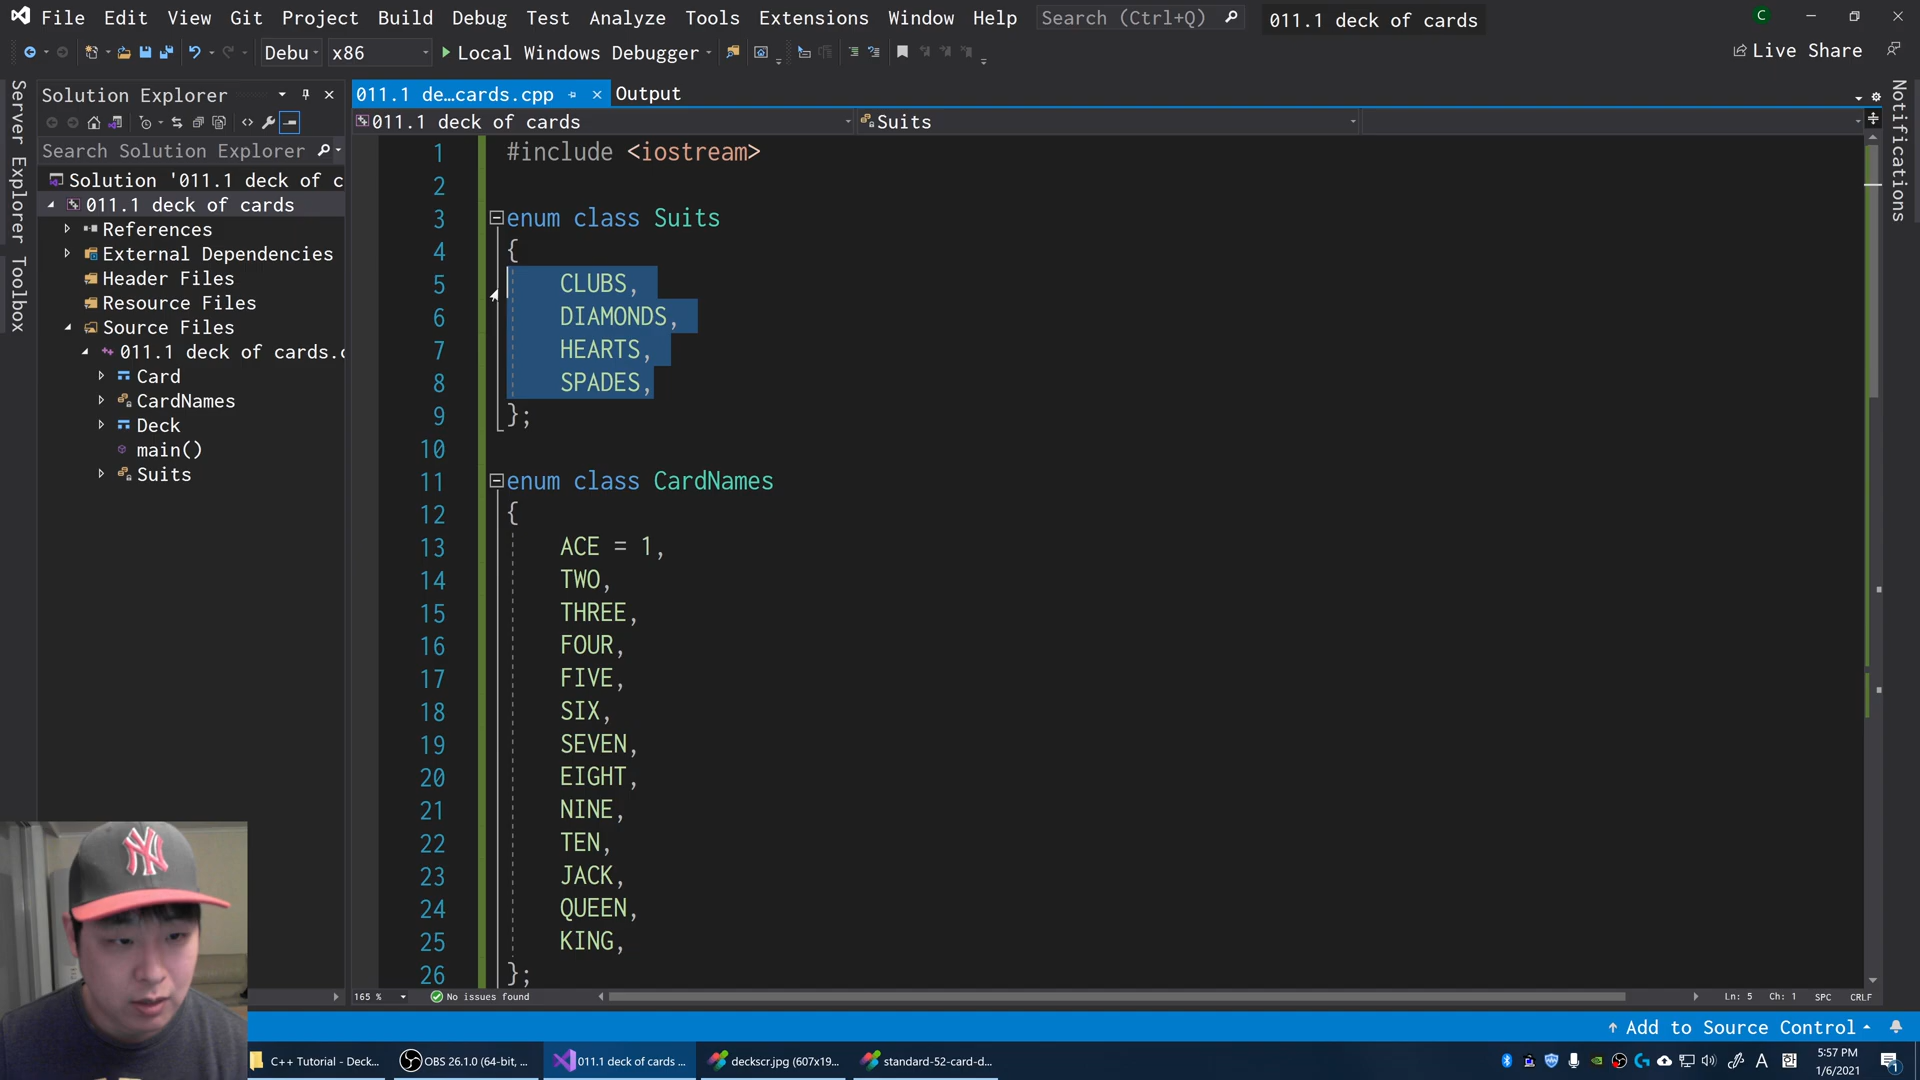 File Edit View Git Project Build Debug Test Analyze Tools Extensions Window Help Search (Ctrl+Q) 011.1 deck of cards C
Debu x86 Local Windows Debugger Live Share
Server Explorer
Toolbox
Solution Explorer
Search Solution Explorer
Solution '011.1 deck of c
011.1 deck of cards
References
External Dependencies
Header Files
Resource Files
Source Files
011.1 deck of cards.c
Card
CardNames
Deck
main()
Suits
011.1 de...cards.cpp Output
011.1 deck of cards Suits
1 #include <iostream>
2
3 enum class Suits
4 {
5 CLUBS,
6 DIAMONDS,
7 HEARTS,
8 SPADES,
9 };
10
11 enum class CardNames
12 {
13 ACE = 1,
14 TWO,
15 THREE,
16 FOUR,
17 FIVE,
18 SIX,
19 SEVEN,
20 EIGHT,
21 NINE,
22 TEN,
23 JACK,
24 QUEEN,
25 KING,
26 };
Notifications
NY
165 % No issues found Ln: 5 Ch: 1 SPC CRLF
Add to Source Control
C++ Tutorial - Deck... OBS 26.1.0 (64-bit, ... 011.1 deck of cards ... deckscr.jpg (607x19... standard-52-card-d... A 한 5:57 PM
1/6/2021 1